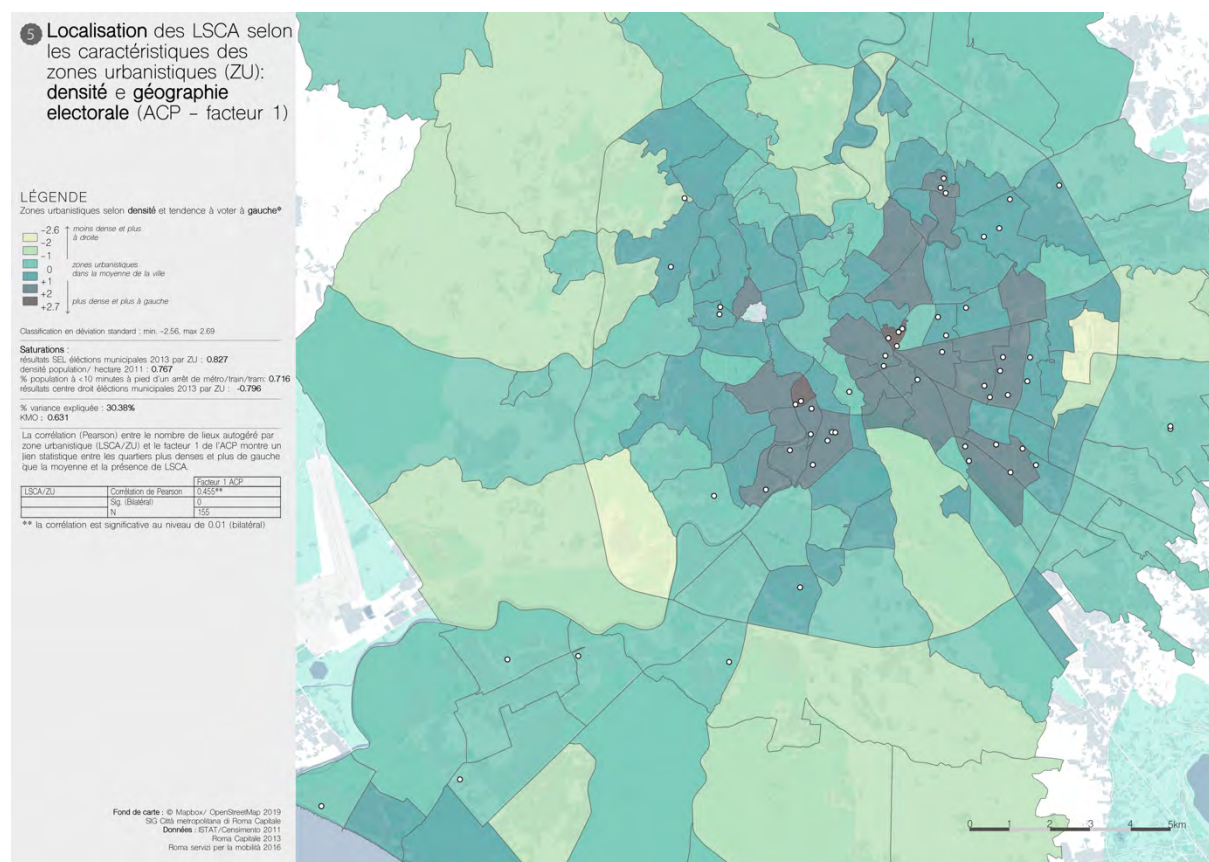 5 Localisation des LSCA selon
les caractéristiques des
zones urbanistiques (ZU):
densité e géographie
electorale (ACP – facteur 1)
LÉGENDE
Zones urbanistiques selon densité et tendence à voter à gauche*
-2.6 moins dense et plus
à droite
-2
-1
0 zones urbanistiques
dans la moyenne de la ville
+1
+2 plus dense et plus à gauche
+2.7
Classification en déviation standard : min. -2.56, max 2.69
Saturations :
résultats SEL éléctions municipales 2013 par ZU : 0.827
densité population/ hectare 2011 : 0.767
% population à <10 minutes à pied d'un arrêt de métro/train/tram: 0.716
résultats centre droit éléctions municipales 2013 par ZU : -0.796
% variance expliquée : 30.38%
KMO : 0.631
La corrélation (Pearson) entre le nombre de lieux autogéré par
zone urbanistique (LSCA/ZU) et le facteur 1 de l'ACP montre un
lien statistique entre les quartiers plus denses et plus de gauche
que la moyenne et la présence de LSCA.
Facteur 1 ACP
LSCA/ZU Corrélation de Pearson 0.455**
Sig. (Bilatéral) 0
N 155
** la corrélation est significative au niveau de 0.01 (bilatéral)
Fond de carte : © Mapbox/ OpenStreetMap 2019
SIG Città metropolitana di Roma Capitale
Données : ISTAT/Censimento 2011
Roma Capitale 2013
Roma servizi per la mobilità 2016
0 1 2 3 4 5km